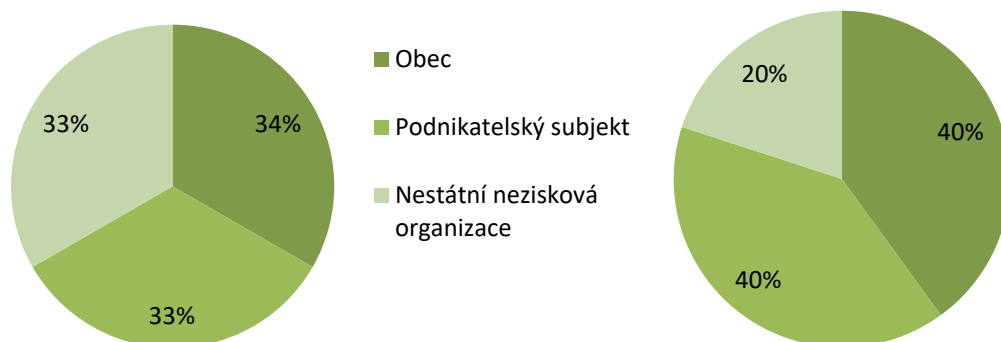 33%
34%
33%
Obec
Podnikatelský subjekt
Nestátní nezisková
organizace
20%
40%
40%